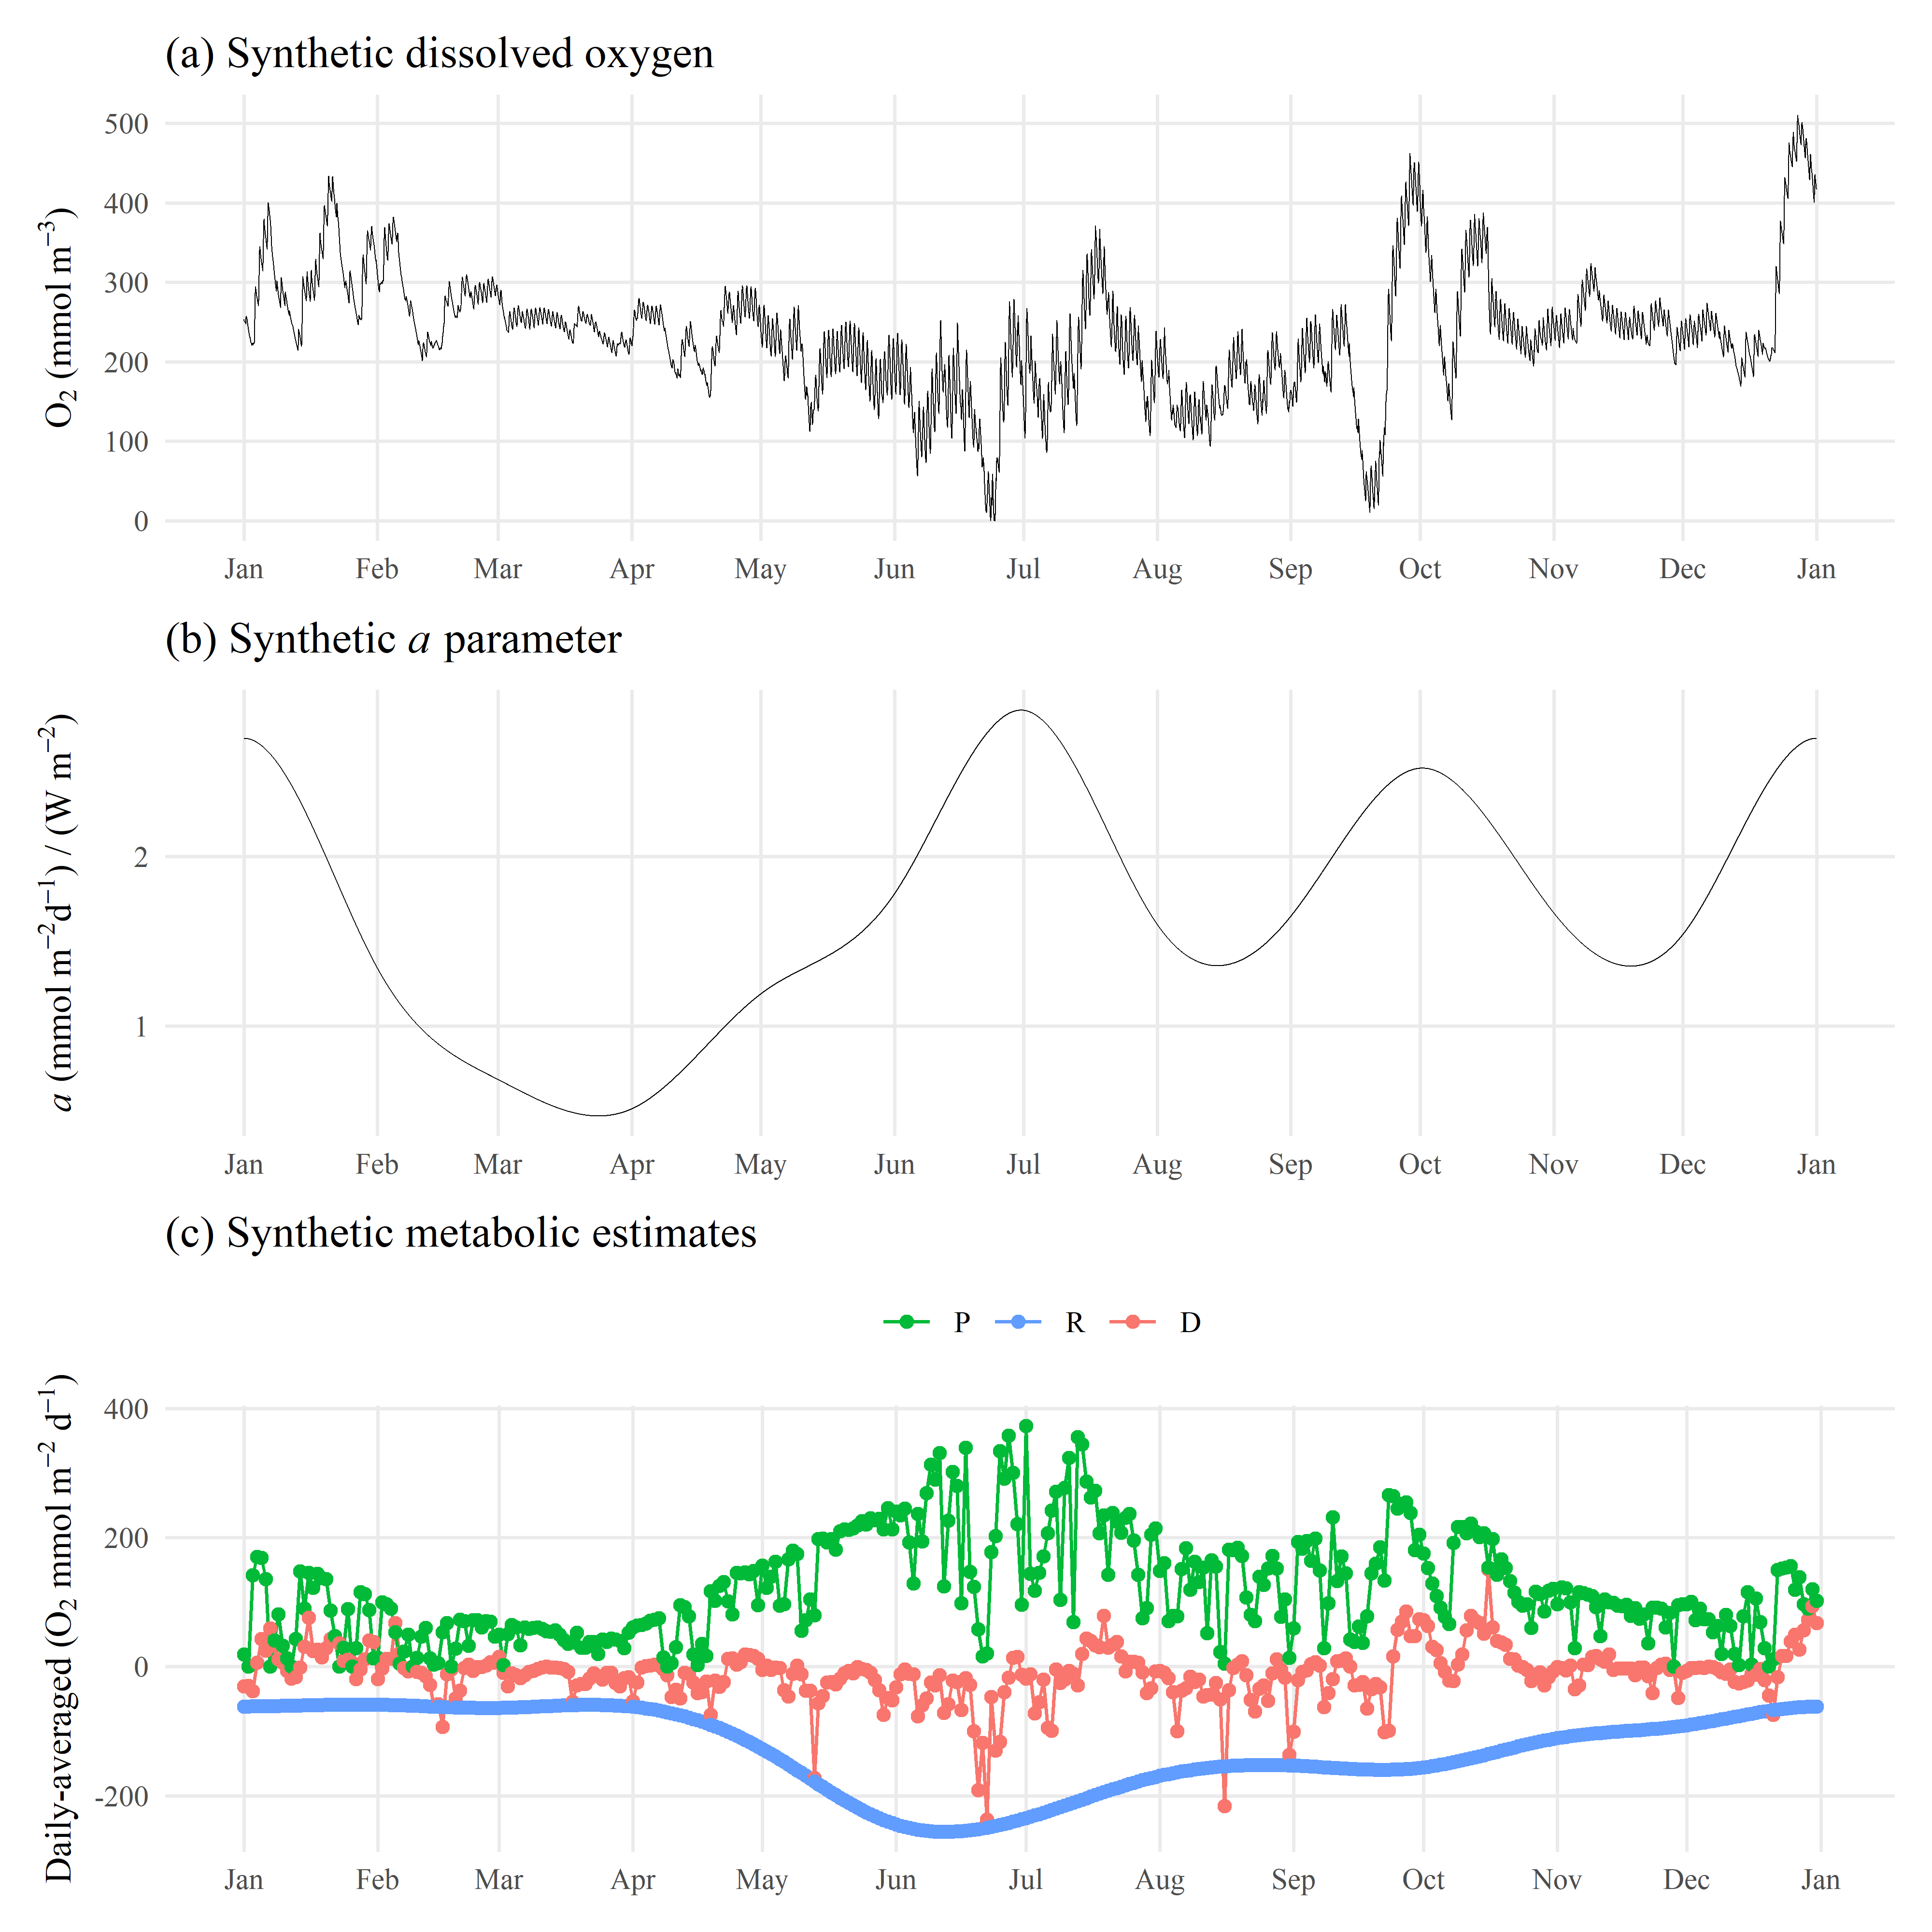 (a) Synthetic dissolved oxygen
O₂ (mmol m⁻³)
500
400
300
200
100
0
Jan Feb Mar Apr May Jun Jul Aug Sep Oct Nov Dec Jan
(b) Synthetic a parameter
a (mmol m⁻²d⁻¹) / (W m⁻²)
2
1
Jan Feb Mar Apr May Jun Jul Aug Sep Oct Nov Dec Jan
(c) Synthetic metabolic estimates
P R D
Daily-averaged (O₂ mmol m⁻² d⁻¹)
400
200
0
-200
Jan Feb Mar Apr May Jun Jul Aug Sep Oct Nov Dec Jan